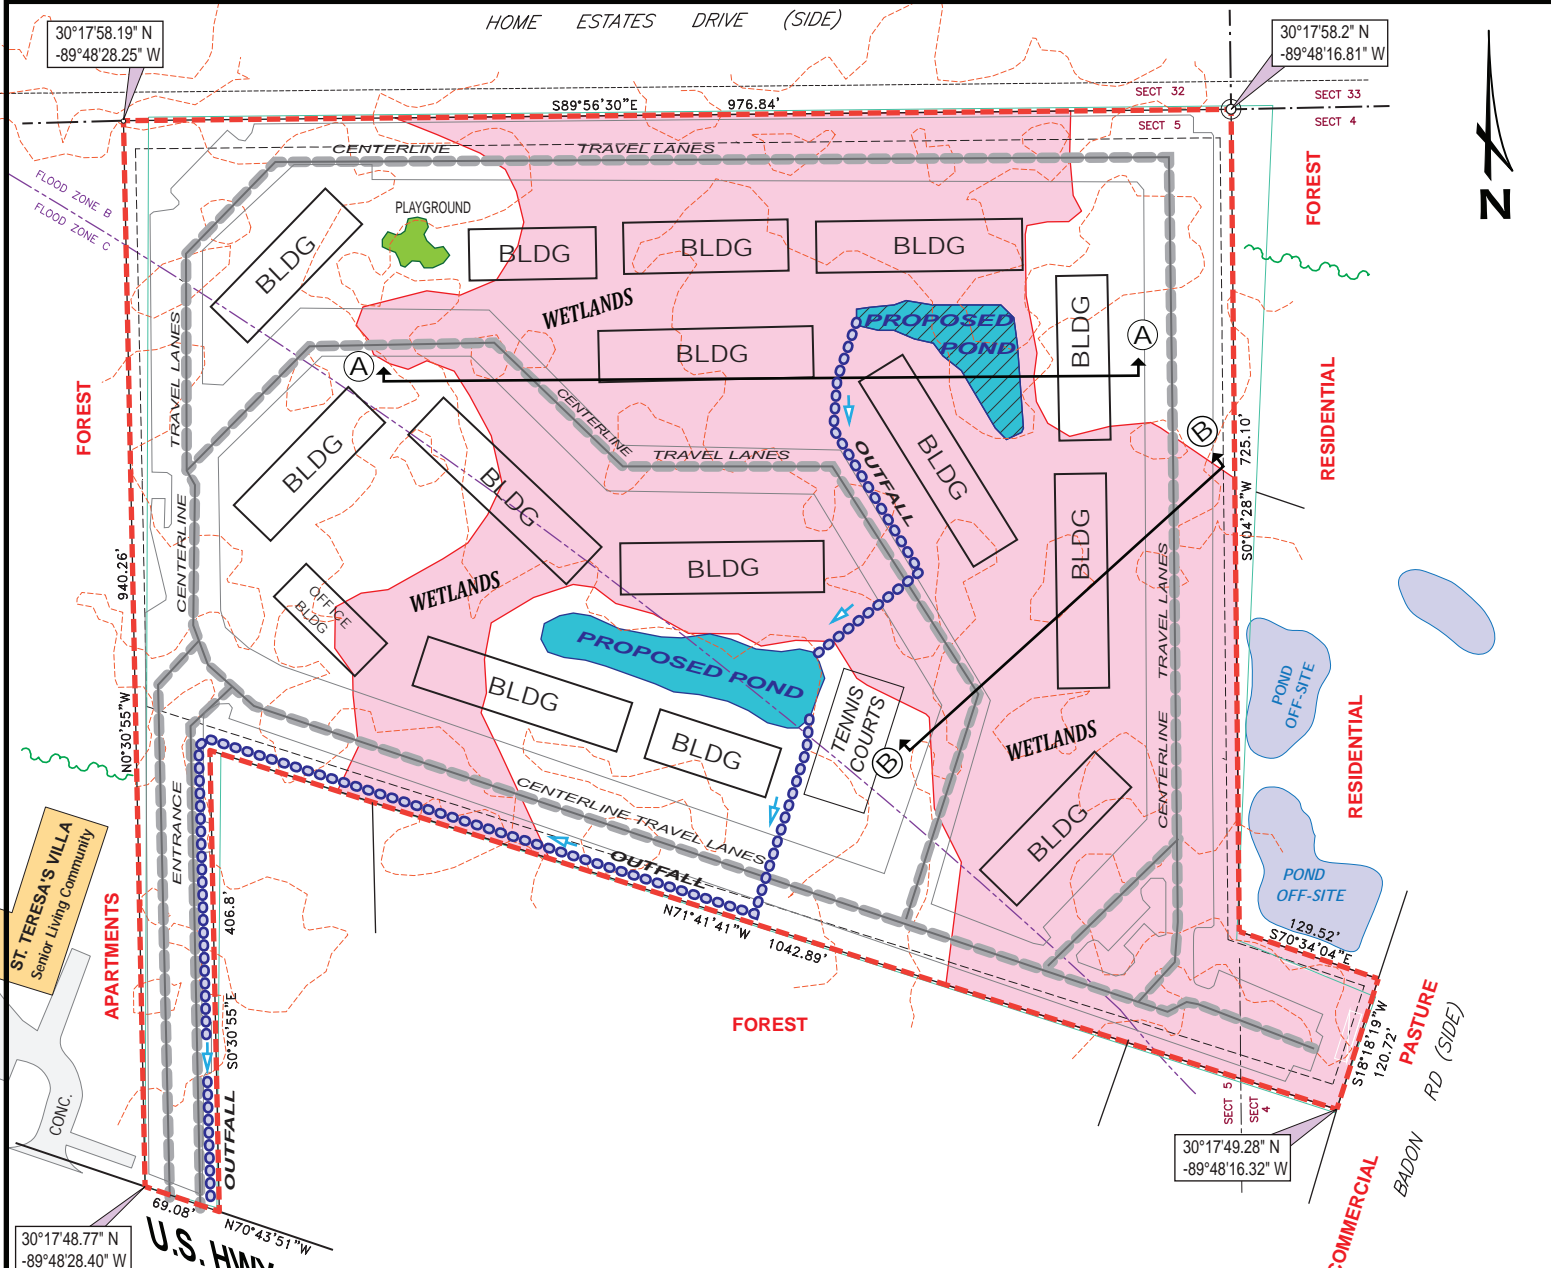 HOME ESTATES DRIVE (SIDE)
30°17'58.19" N
-89°48'28.25" W
30°17'58.2" N
-89°48'16.81" W
S89°56'30"E 976.84'
SECT 32
SECT 33
SECT 5
SECT 4
CENTERLINE TRAVEL LANES
FLOOD ZONE B
FLOOD ZONE C
PLAYGROUND
FOREST
N
BLDG
BLDG
BLDG
BLDG
WETLANDS
PROPOSED
POND
BLDG
BLDG
A
A
TRAVEL LANES
FOREST
CENTERLINE
TRAVEL LANES
RESIDENTIAL
B
725.10'
S0°04'28"W
BLDG
BLDG
BLDG
OUTFALL
CENTERLINE
940.26'
BLDG
BLDG
TRAVEL LANES
WETLANDS
OFFICE
BLDG
PROPOSED POND
POND
OFF-SITE
N0°30'55"W
BLDG
BLDG
TENNIS
COURTS
B
WETLANDS
CENTERLINE
RESIDENTIAL
ENTRANCE
CENTERLINE TRAVEL LANES
BLDG
ST. TERESA'S VILLA
Senior Living Community
OUTFALL
POND
OFF-SITE
APARTMENTS
406.8'
N71°41'41"W 1042.89'
129.52'
S70°34'04"E
S0°30'55"E
FOREST
PASTURE
S18°18'19"W
120.72'
BADON RD (SIDE)
CONC.
OUTFALL
SECT 5
SECT 4
30°17'49.28" N
-89°48'16.32" W
COMMERCIAL
69.08'
N70°43'51"W
30°17'48.77" N
-89°48'28.40" W
U.S. HWY